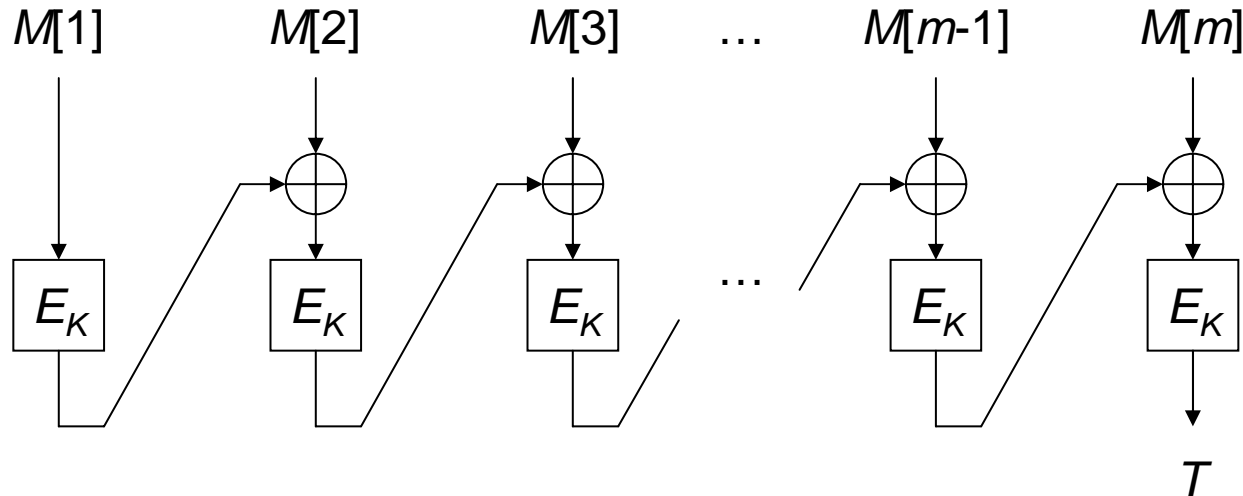 M[1] M[2] M[3] … M[m-1] M[m]
…
E_K E_K E_K E_K E_K
T